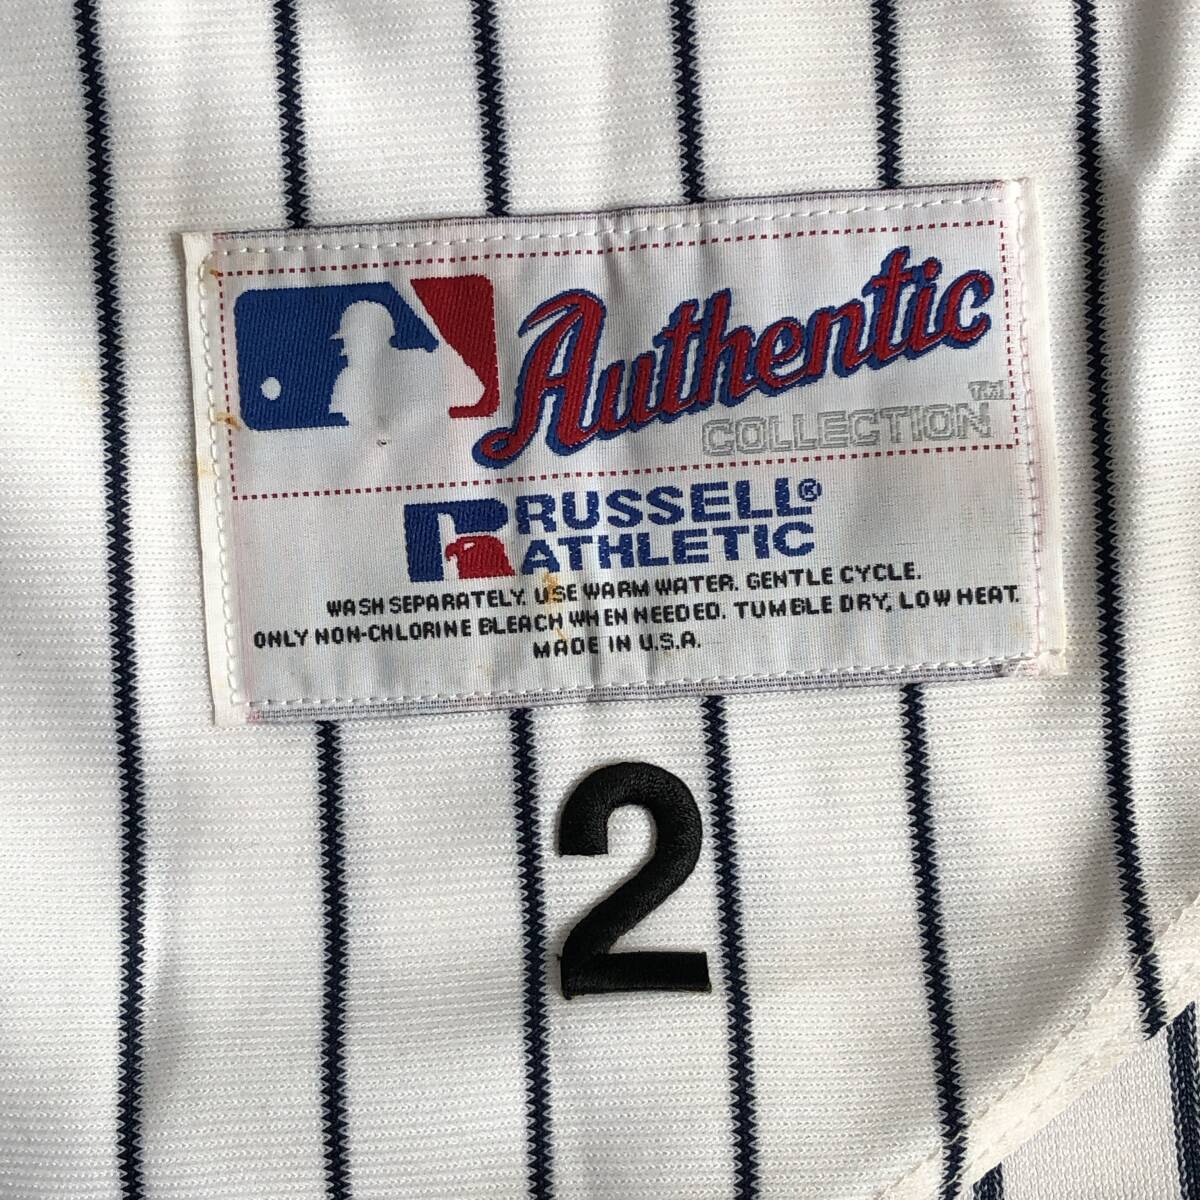 Authentic
COLLECTION™
RUSSELL®
ATHLETIC
WASH SEPARATELY. USE WARM WATER. GENTLE CYCLE.
ONLY NON-CHLORINE BLEACH WHEN NEEDED. TUMBLE DRY, LOW HEAT.
MADE IN U.S.A.
2